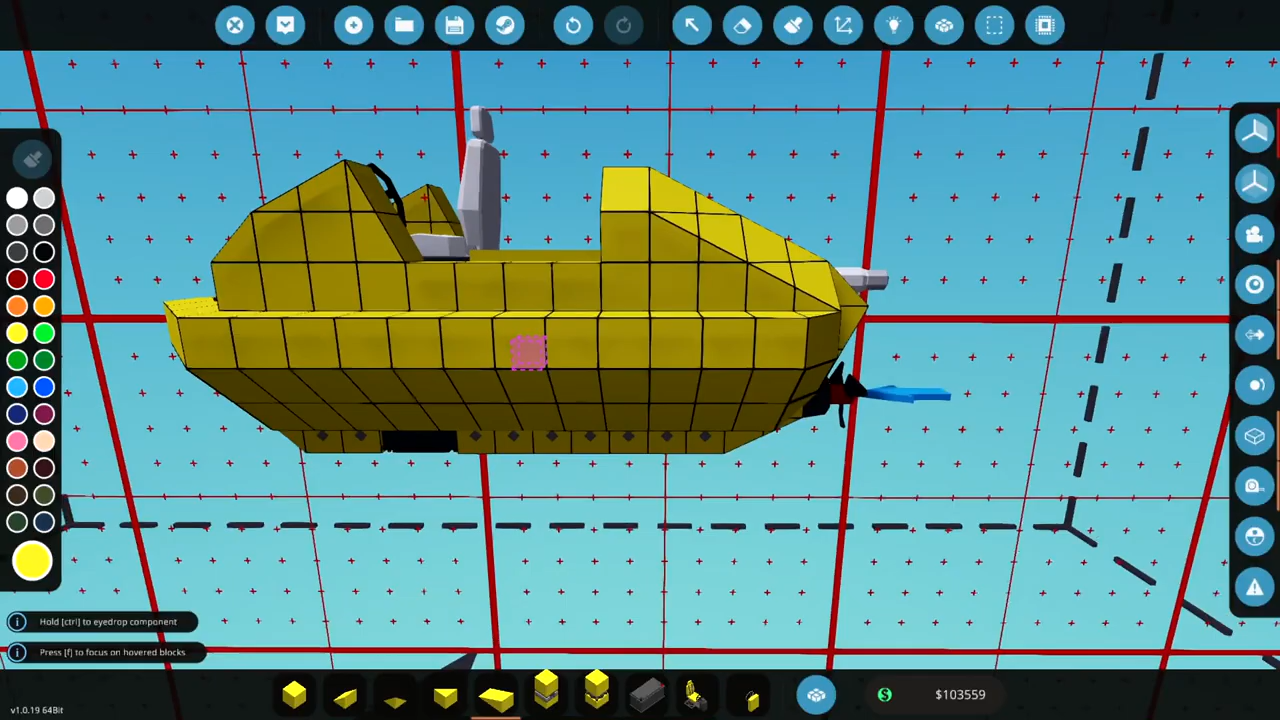 Hold [ctrl] to eyedrop component
Press [f] to focus on hovered blocks
$103559
v1.0.19 64Bit